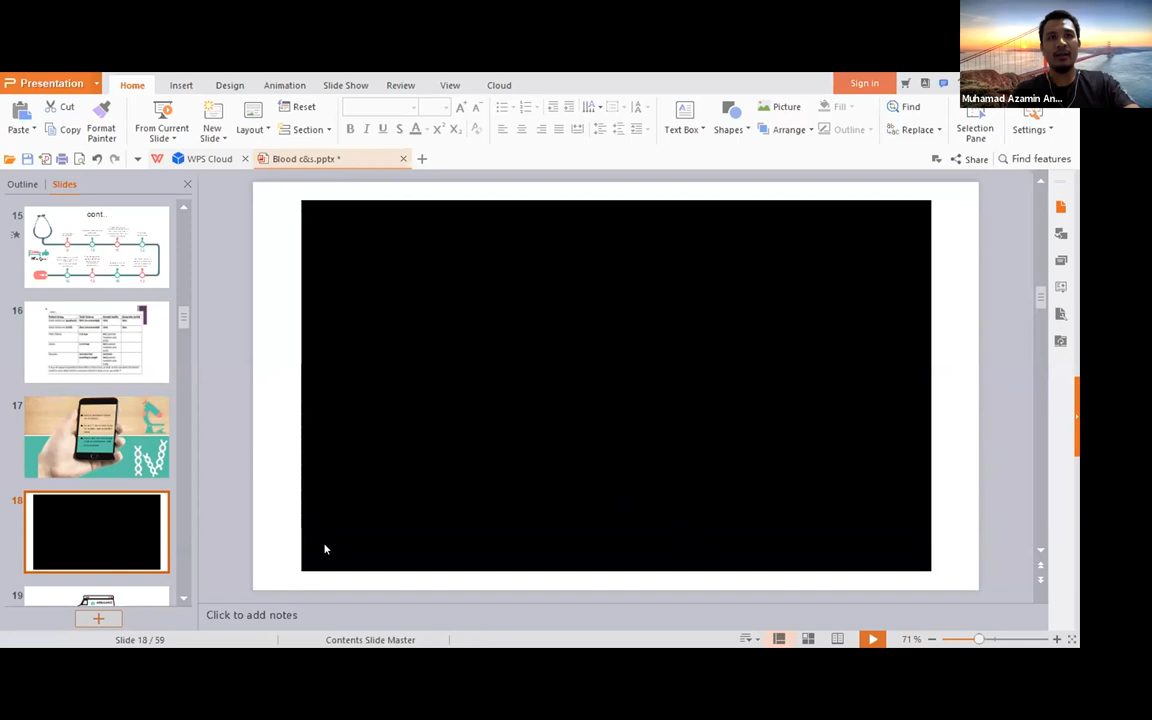 Muhamad Azamin An...
Presentation
Home
Insert
Design
Animation
Slide Show
Review
View
Cloud
Sign in
Paste
Cut
Copy
Format
Painter
From Current
Slide
New
Slide
Reset
Layout
Section
B I U S A X² X₂
Text Box
Shapes
Picture
Fill
Arrange
Outline
Find
Replace
Selection
Pane
Settings
WPS Cloud
Blood c&s.pptx *
Share
Find features
Outline
Slides
15
cont..
16
17
18
19
Click to add notes
Slide 18 / 59
Contents Slide Master
71 %